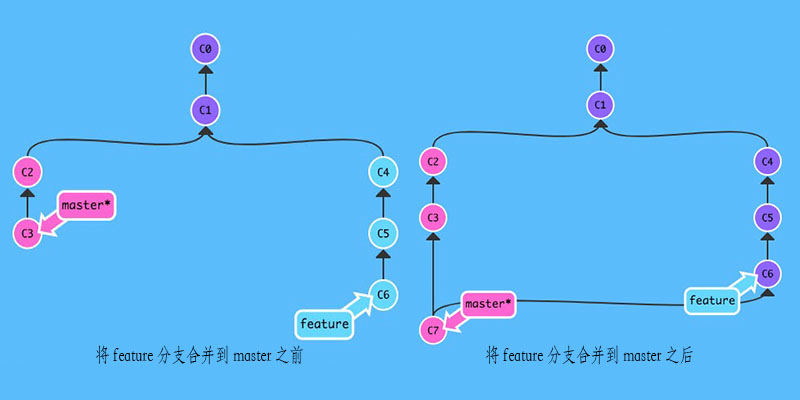 C0
C1
C2
C4
master*
C3
C5
C6
feature
将 feature 分支合并到 master 之前
C0
C1
C2
C4
C3
C5
C6
feature
master*
C7
将 feature 分支合并到 master 之后